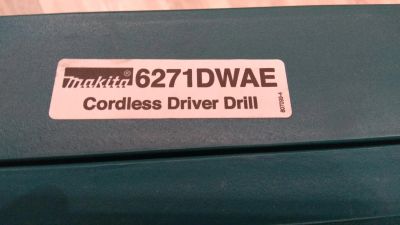 makita® 6271DWAE
Cordless Driver Drill